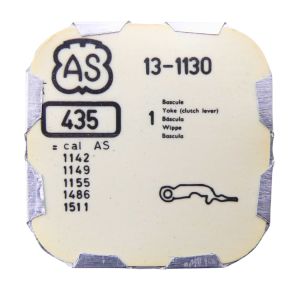 AS
13-1130
435
1
Bascule
Yoke (clutch lever)
Báscula
Wippe
Bascula
= cal AS
1142
1149
1155
1486
1511